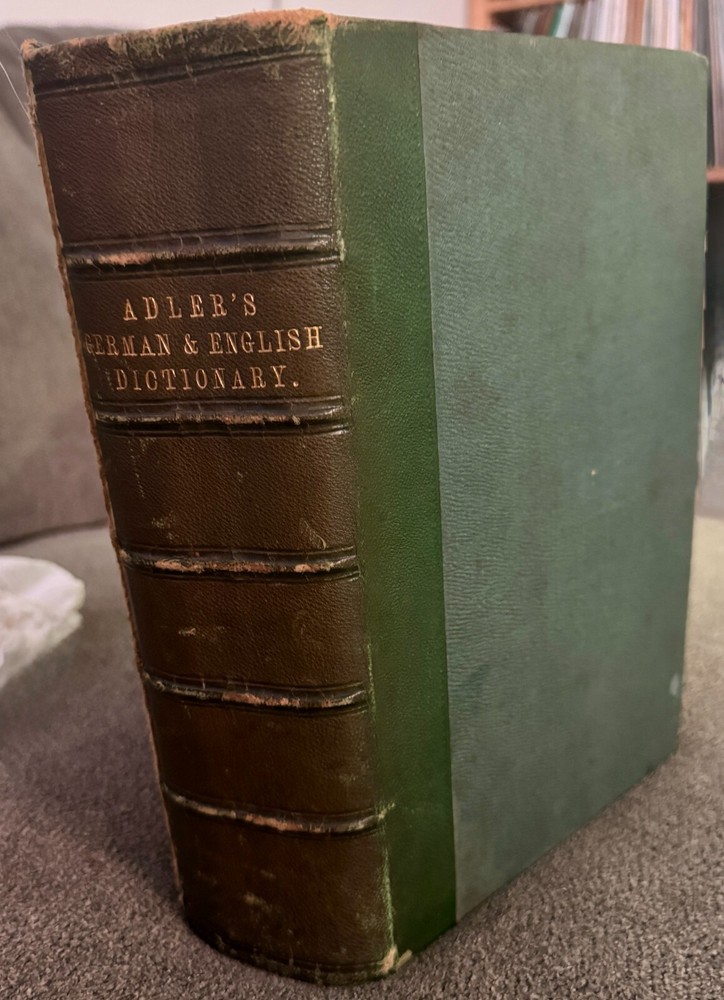 ADLER'S
GERMAN & ENGLISH
DICTIONARY.